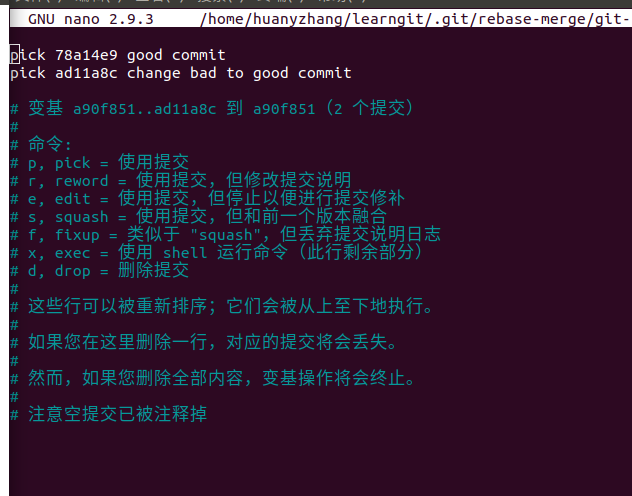 GNU nano 2.9.3 /home/huanyzhang/learngit/.git/rebase-merge/git-
pick 78a14e9 good commit
pick ad11a8c change bad to good commit
# 变基 a90f851..ad11a8c 到 a90f851（2 个提交）
#
# 命令:
# p, pick = 使用提交
# r, reword = 使用提交，但修改提交说明
# e, edit = 使用提交，但停止以便进行提交修补
# s, squash = 使用提交，但和前一个版本融合
# f, fixup = 类似于 "squash"，但丢弃提交说明日志
# x, exec = 使用 shell 运行命令（此行剩余部分）
# d, drop = 删除提交
#
# 这些行可以被重新排序；它们会被从上至下地执行。
#
# 如果您在这里删除一行，对应的提交将会丢失。
#
# 然而，如果您删除全部内容，变基操作将会终止。
#
# 注意空提交已被注释掉